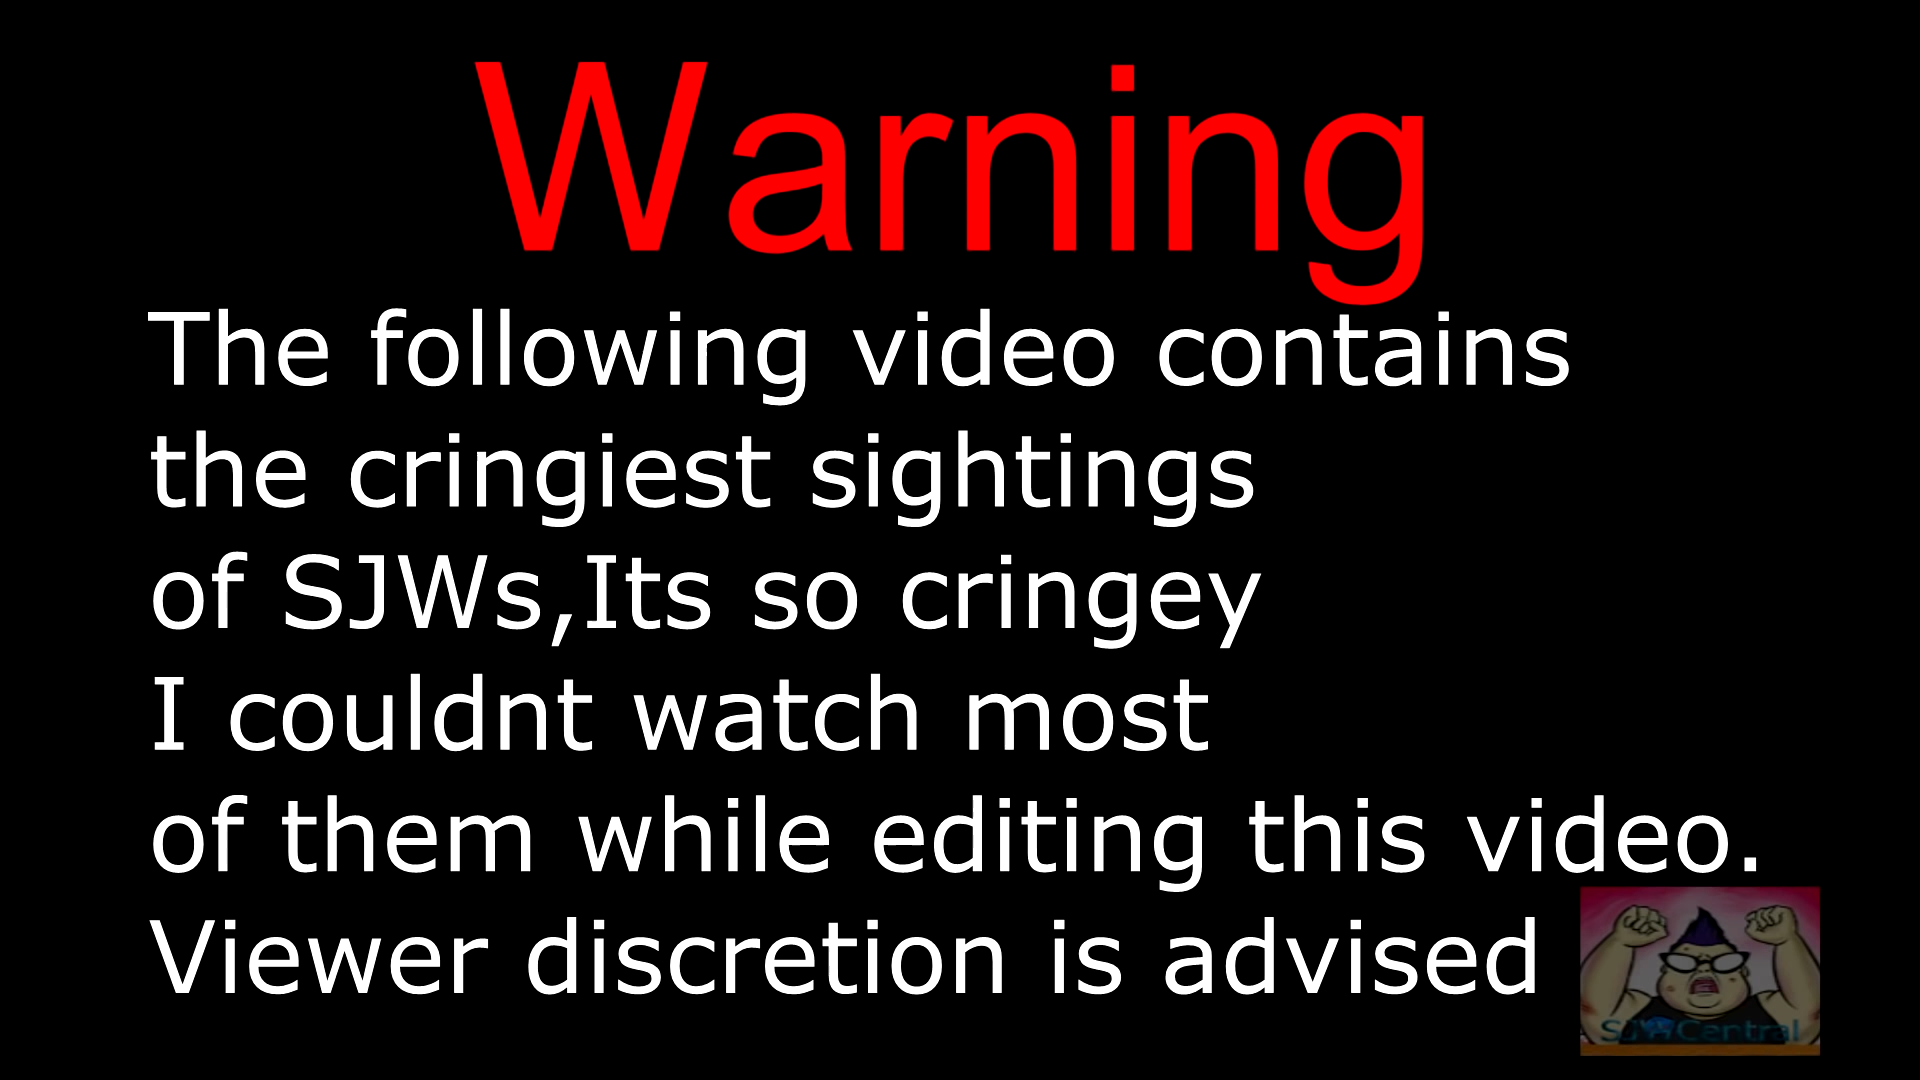 Warning
The following video contains
the cringiest sightings
of SJWs,Its so cringey
I couldnt watch most
of them while editing this video.
Viewer discretion is advised
SJW Central